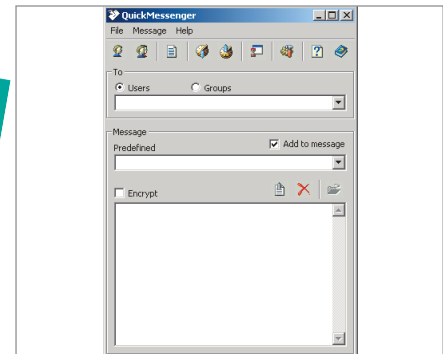 QuickMessenger
File Message Help
To
Users Groups
Message
Predefined Add to message
Encrypt